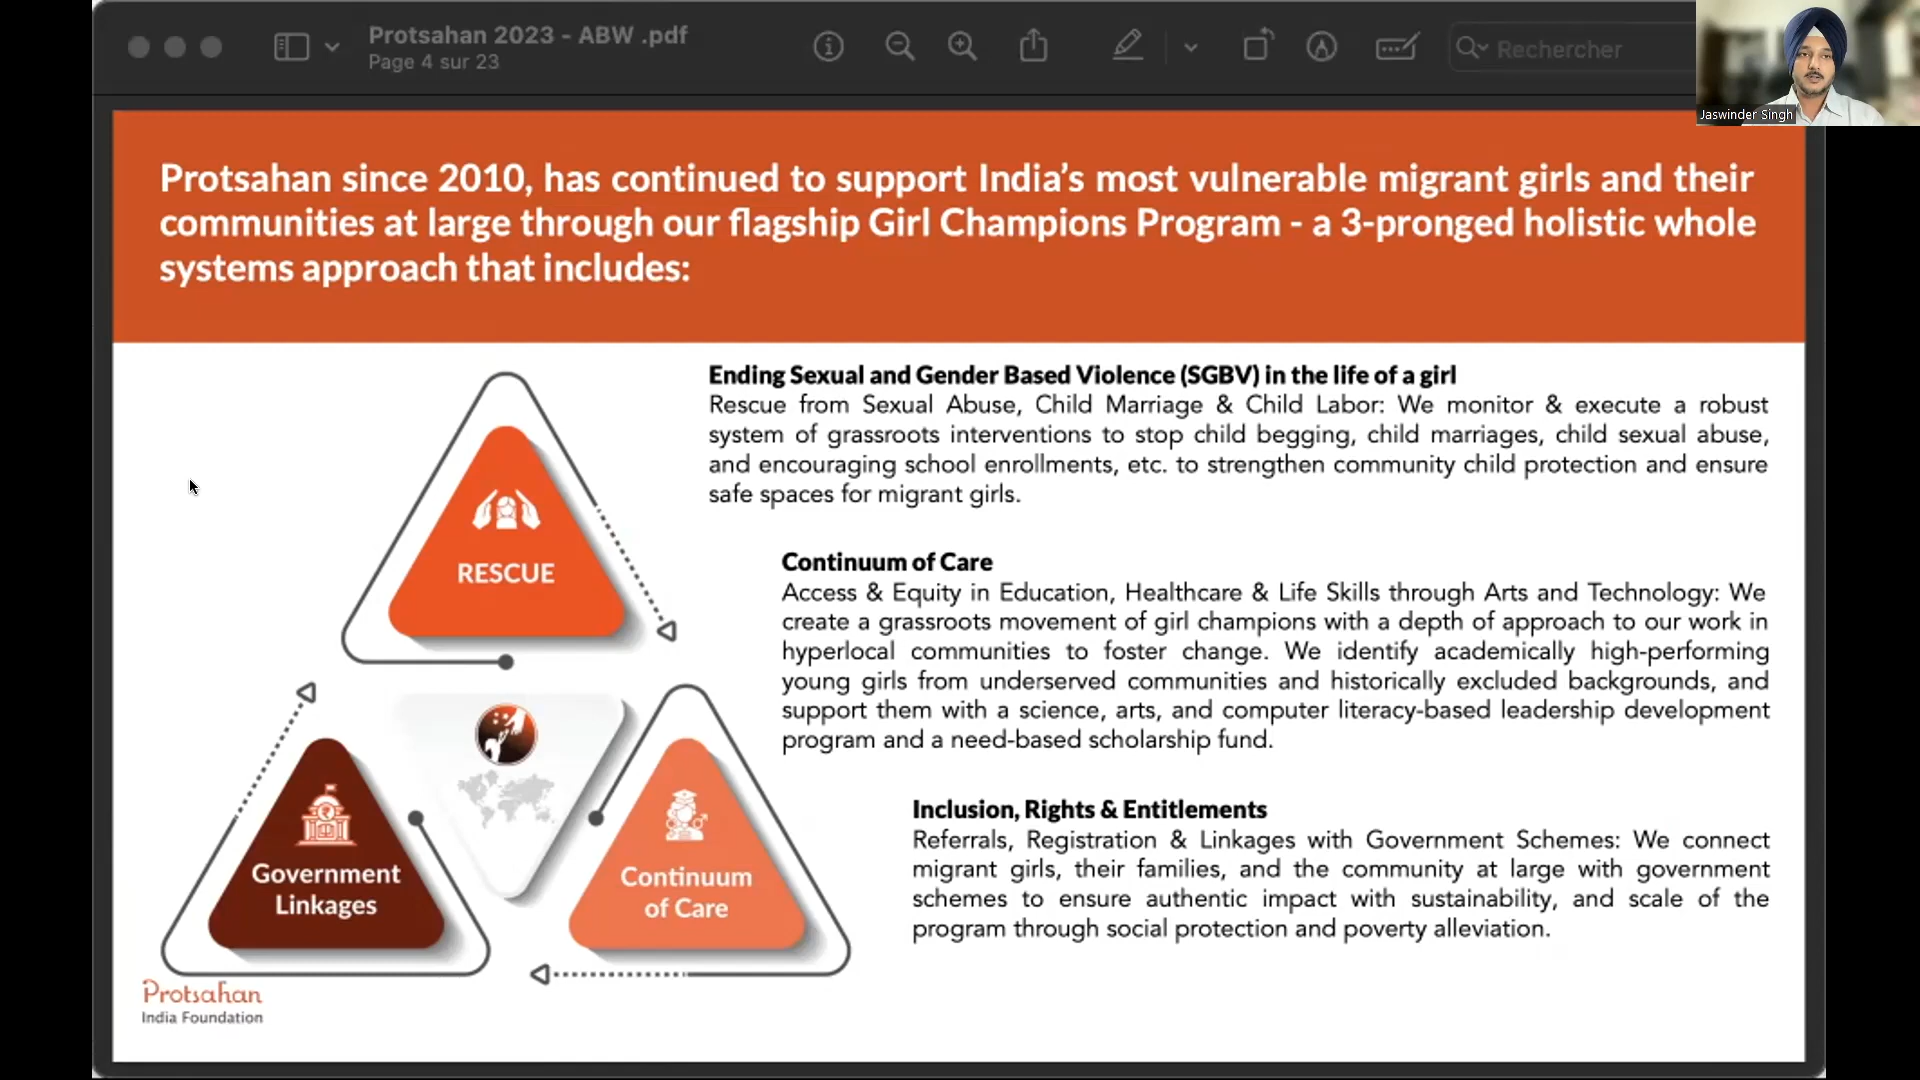 Protsahan 2023 - ABW .pdf
Page 4 sur 23
Rechercher
Jaswinder Singh
Protsahan since 2010, has continued to support India's most vulnerable migrant girls and their
communities at large through our flagship Girl Champions Program - a 3-pronged holistic whole
systems approach that includes:
Ending Sexual and Gender Based Violence (SGBV) in the life of a girl
Rescue from Sexual Abuse, Child Marriage & Child Labor: We monitor & execute a robust
system of grassroots interventions to stop child begging, child marriages, child sexual abuse,
and encouraging school enrollments, etc. to strengthen community child protection and ensure
safe spaces for migrant girls.
RESCUE
Continuum of Care
Access & Equity in Education, Healthcare & Life Skills through Arts and Technology: We
create a grassroots movement of girl champions with a depth of approach to our work in
hyperlocal communities to foster change. We identify academically high-performing
young girls from underserved communities and historically excluded backgrounds, and
support them with a science, arts, and computer literacy-based leadership development
program and a need-based scholarship fund.
Government
Linkages
Continuum
of Care
Inclusion, Rights & Entitlements
Referrals, Registration & Linkages with Government Schemes: We connect
migrant girls, their families, and the community at large with government
schemes to ensure authentic impact with sustainability, and scale of the
program through social protection and poverty alleviation.
Protsahan
India Foundation